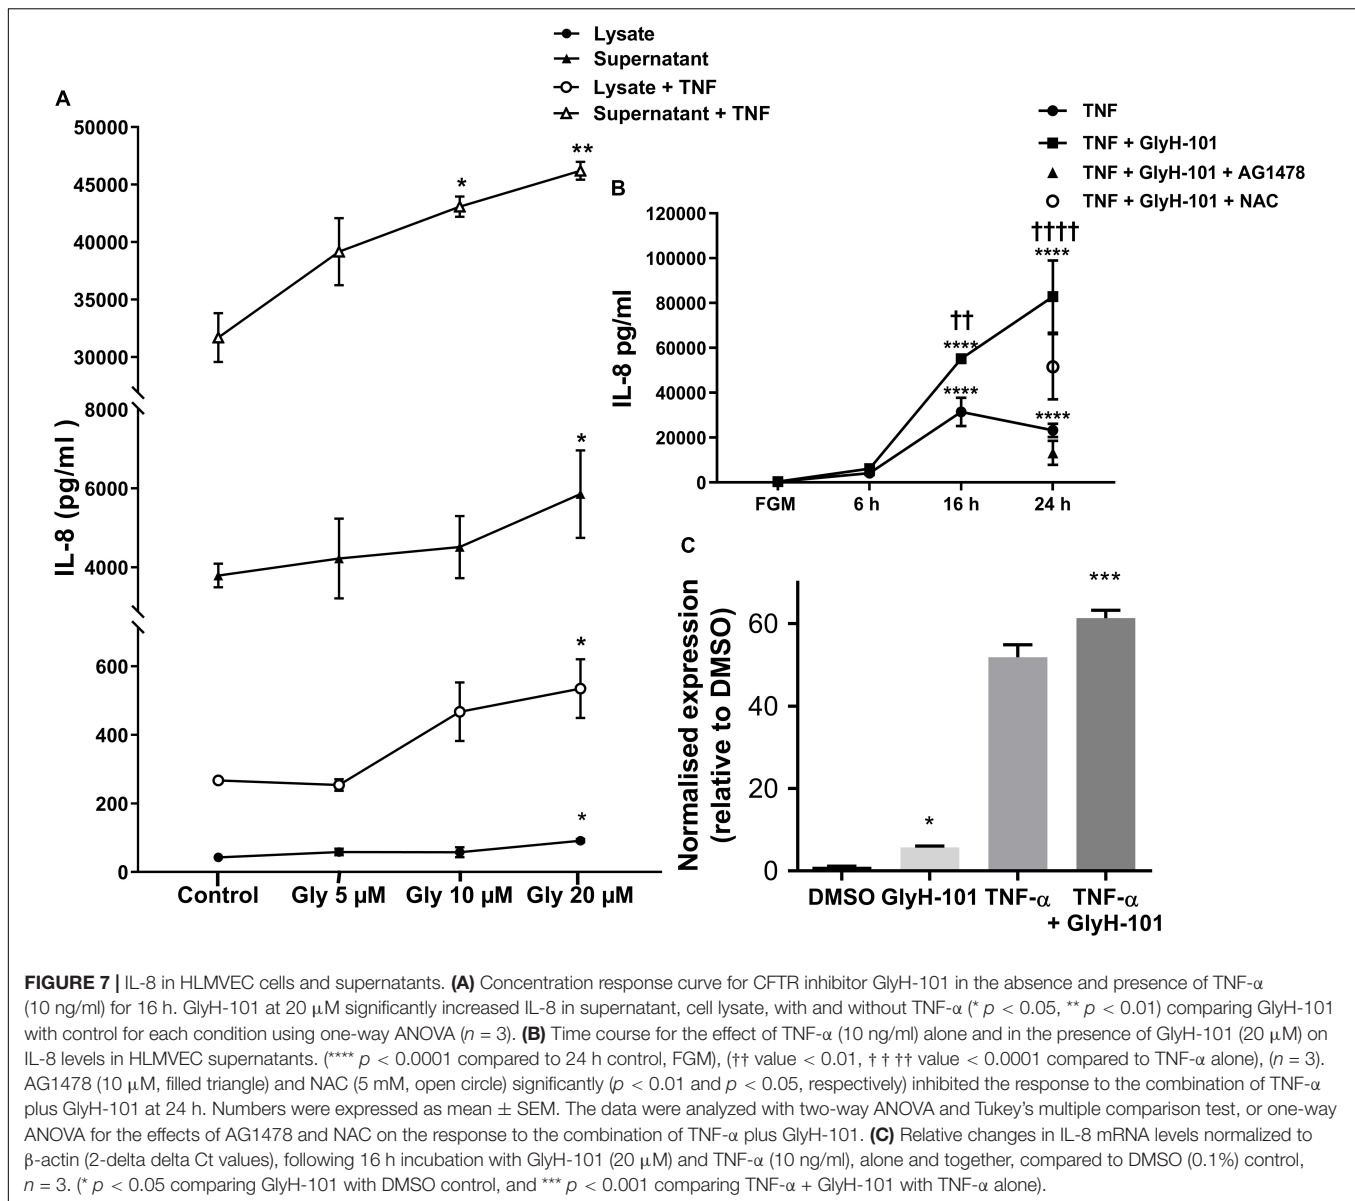 Lysate
Supernatant
Lysate + TNF
Supernatant + TNF
A
50000
45000
40000
35000
30000
8000
6000
4000
600
400
200
0
IL-8 (pg/ml )
**
*
*
*
*
Control
Gly 5 µM
Gly 10 µM
Gly 20 µM
TNF
TNF + GlyH-101
TNF + GlyH-101 + AG1478
TNF + GlyH-101 + NAC
B
120000
100000
80000
60000
40000
20000
0
IL-8 pg/ml
††††
****
††
****
****
****
FGM
6 h
16 h
24 h
C
Normalised expression
(relative to DMSO)
60
40
20
0
***
*
DMSO
GlyH-101
TNF-α
TNF-α
+ GlyH-101
FIGURE 7 | IL-8 in HLMVEC cells and supernatants. (A) Concentration response curve for CFTR inhibitor GlyH-101 in the absence and presence of TNF-α
(10 ng/ml) for 16 h. GlyH-101 at 20 µM significantly increased IL-8 in supernatant, cell lysate, with and without TNF-α (* p < 0.05, ** p < 0.01) comparing GlyH-101
with control for each condition using one-way ANOVA (n = 3). (B) Time course for the effect of TNF-α (10 ng/ml) alone and in the presence of GlyH-101 (20 µM) on
IL-8 levels in HLMVEC supernatants. (**** p < 0.0001 compared to 24 h control, FGM), (†† value < 0.01, † † †† value < 0.0001 compared to TNF-α alone), (n = 3).
AG1478 (10 µM, filled triangle) and NAC (5 mM, open circle) significantly (p < 0.01 and p < 0.05, respectively) inhibited the response to the combination of TNF-α
plus GlyH-101 at 24 h. Numbers were expressed as mean ± SEM. The data were analyzed with two-way ANOVA and Tukey's multiple comparison test, or one-way
ANOVA for the effects of AG1478 and NAC on the response to the combination of TNF-α plus GlyH-101. (C) Relative changes in IL-8 mRNA levels normalized to
β-actin (2-delta delta Ct values), following 16 h incubation with GlyH-101 (20 µM) and TNF-α (10 ng/ml), alone and together, compared to DMSO (0.1%) control,
n = 3. (* p < 0.05 comparing GlyH-101 with DMSO control, and *** p < 0.001 comparing TNF-α + GlyH-101 with TNF-α alone).